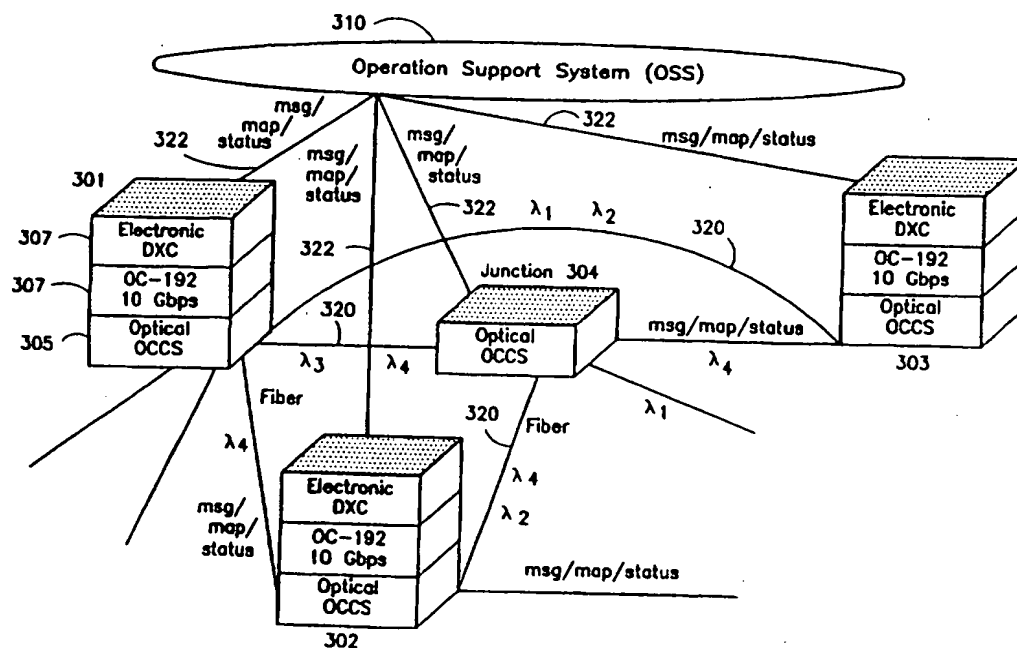 310
Operation Support System (OSS)
msg/
map/
status
322
msg/
map/
status
msg/
map/
status
322
msg/map/status
322
322
λ1 λ2
320
301
307
Electronic
DXC
307
OC-192
10 Gbps
305
Optical
OCCS
Electronic
DXC
OC-192
10 Gbps
Optical
OCCS
303
Junction 304
Optical
OCCS
320
λ3 λ4
msg/map/status
λ4
λ1
Fiber
λ4
msg/
map/
status
320
Fiber
λ4
λ2
Electronic
DXC
OC-192
10 Gbps
Optical
OCCS
302
msg/map/status